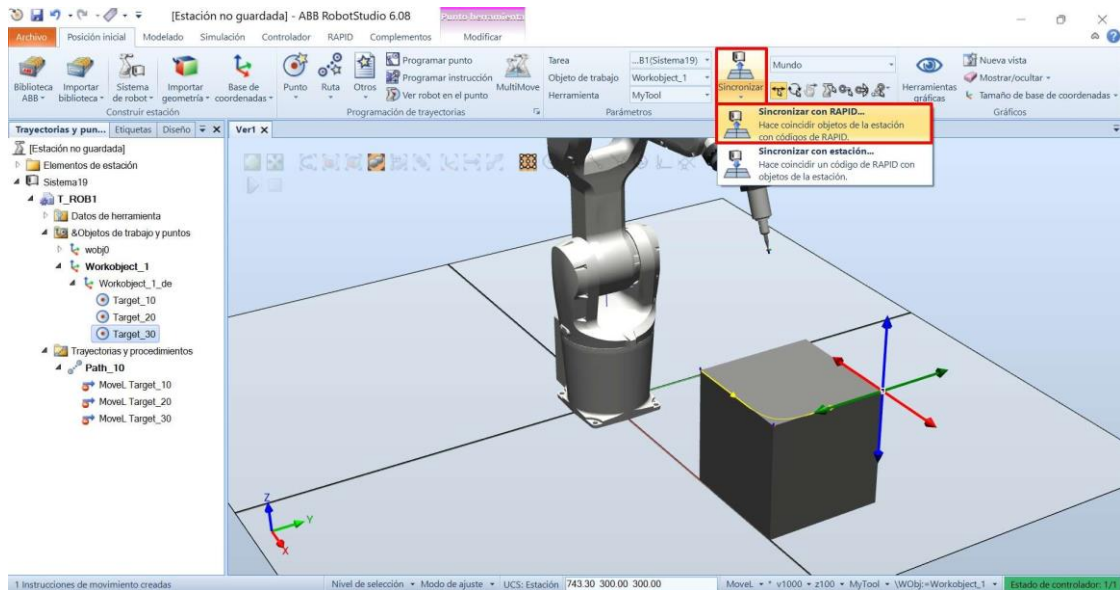 [Estación no guardada] - ABB RobotStudio 6.08
Punto/herramienta
Archivo Posición inicial Modelado Simulación Controlador RAPID Complementos Modificar
Biblioteca ABB
Importar biblioteca
Sistema de robot
Importar geometría
Base de coordenadas
Construir estación
Punto
Ruta
Otros
Programar punto
Programar instrucción
Ver robot en el punto
MultiMove
Programación de trayectorias
Tarea ...B1(Sistema19)
Objeto de trabajo Workobject_1
Herramienta MyTool
Parámetros
Sincronizar
Mundo
Herramientas gráficas
Nueva vista
Mostrar/ocultar
Tamaño de base de coordenadas
Gráficos
Sincronizar con RAPID...
Hace coincidir objetos de la estación
con códigos de RAPID.
Sincronizar con estación...
Hace coincidir un código de RAPID con
objetos de la estación.
Trayectorias y pun... Etiquetas Diseño
Ver1
[Estación no guardada]
Elementos de estación
Sistema19
T_ROB1
Datos de herramienta
&Objetos de trabajo y puntos
wobj0
Workobject_1
Workobject_1_de
Target_10
Target_20
Target_30
Trayectorias y procedimientos
Path_10
MoveL Target_10
MoveL Target_20
MoveL Target_30
Z
Y
X
1 Instrucciones de movimiento creadas Nivel de selección Modo de ajuste UCS: Estación 743.30 300.00 300.00 MoveL * v1000 z100 MyTool \WObj:=Workobject_1 Estado de controlador: 1/1